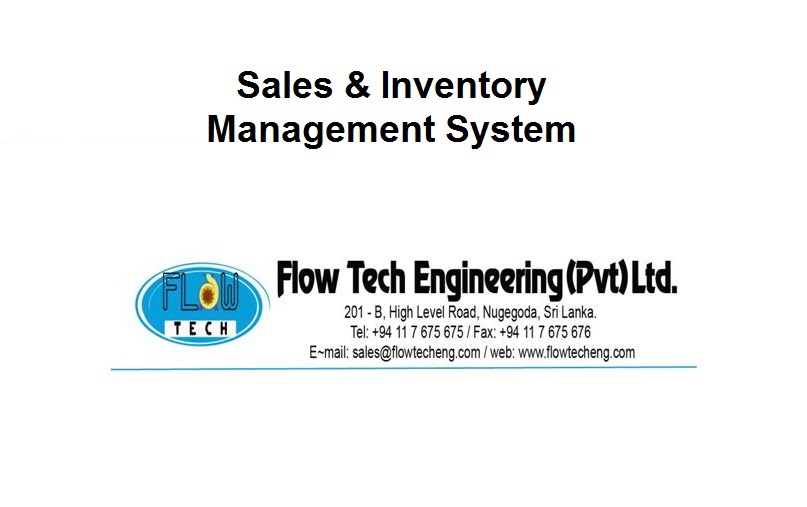 Sales & Inventory
Management System
FLOW
TECH
Flow Tech Engineering (Pvt) Ltd.
201 - B, High Level Road, Nugegoda, Sri Lanka.
Tel: +94 11 7 675 675 / Fax: +94 11 7 675 676
E~mail: sales@flowtecheng.com / web: www.flowtecheng.com